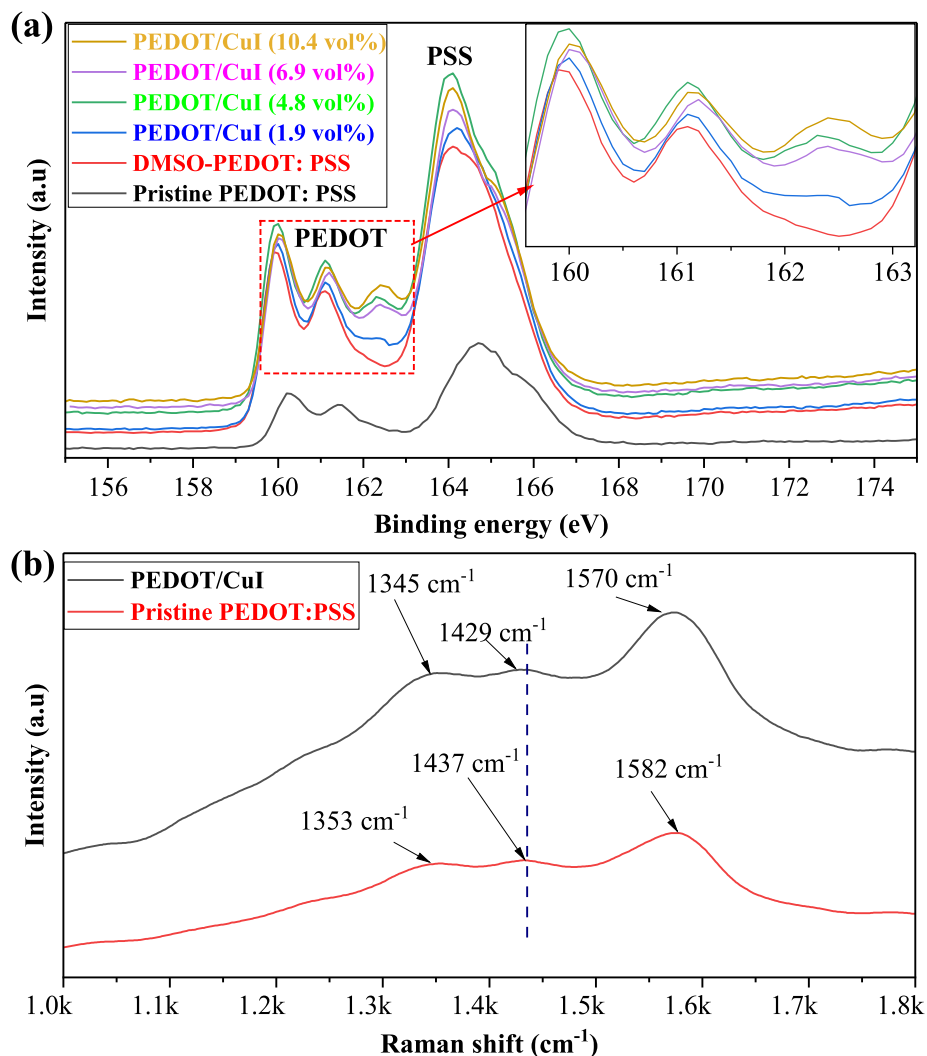 (a)
PEDOT/CuI (10.4 vol%)
PEDOT/CuI (6.9 vol%)
PEDOT/CuI (4.8 vol%)
PEDOT/CuI (1.9 vol%)
DMSO-PEDOT: PSS
Pristine PEDOT: PSS
PSS
PEDOT
160 161 162 163
Intensity (a.u)
156 158 160 162 164 166 168 170 172 174
Binding energy (eV)
(b)
PEDOT/CuI
Pristine PEDOT:PSS
1345 cm-1
1429 cm-1
1570 cm-1
1353 cm-1
1437 cm-1
1582 cm-1
Intensity (a.u)
1.0k 1.1k 1.2k 1.3k 1.4k 1.5k 1.6k 1.7k 1.8k
Raman shift (cm-1)